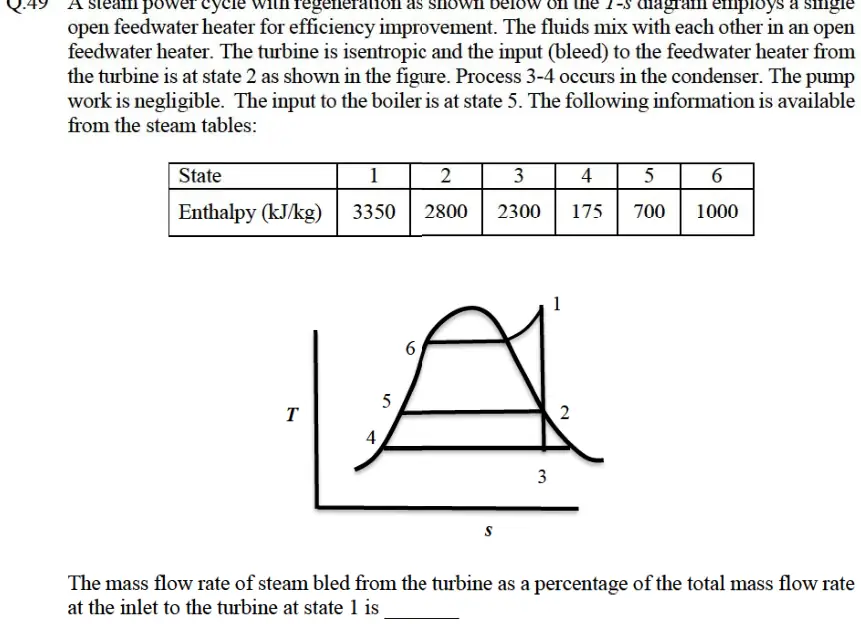 Q.49 A steam power cycle with regeneration as shown below on the T-s diagram employs a single
open feedwater heater for efficiency improvement. The fluids mix with each other in an open
feedwater heater. The turbine is isentropic and the input (bleed) to the feedwater heater from
the turbine is at state 2 as shown in the figure. Process 3-4 occurs in the condenser. The pump
work is negligible. The input to the boiler is at state 5. The following information is available
from the steam tables:
State 1 2 3 4 5 6
Enthalpy (kJ/kg) 3350 2800 2300 175 700 1000
1
6
5
T
2
4
3
s
The mass flow rate of steam bled from the turbine as a percentage of the total mass flow rate
at the inlet to the turbine at state 1 is